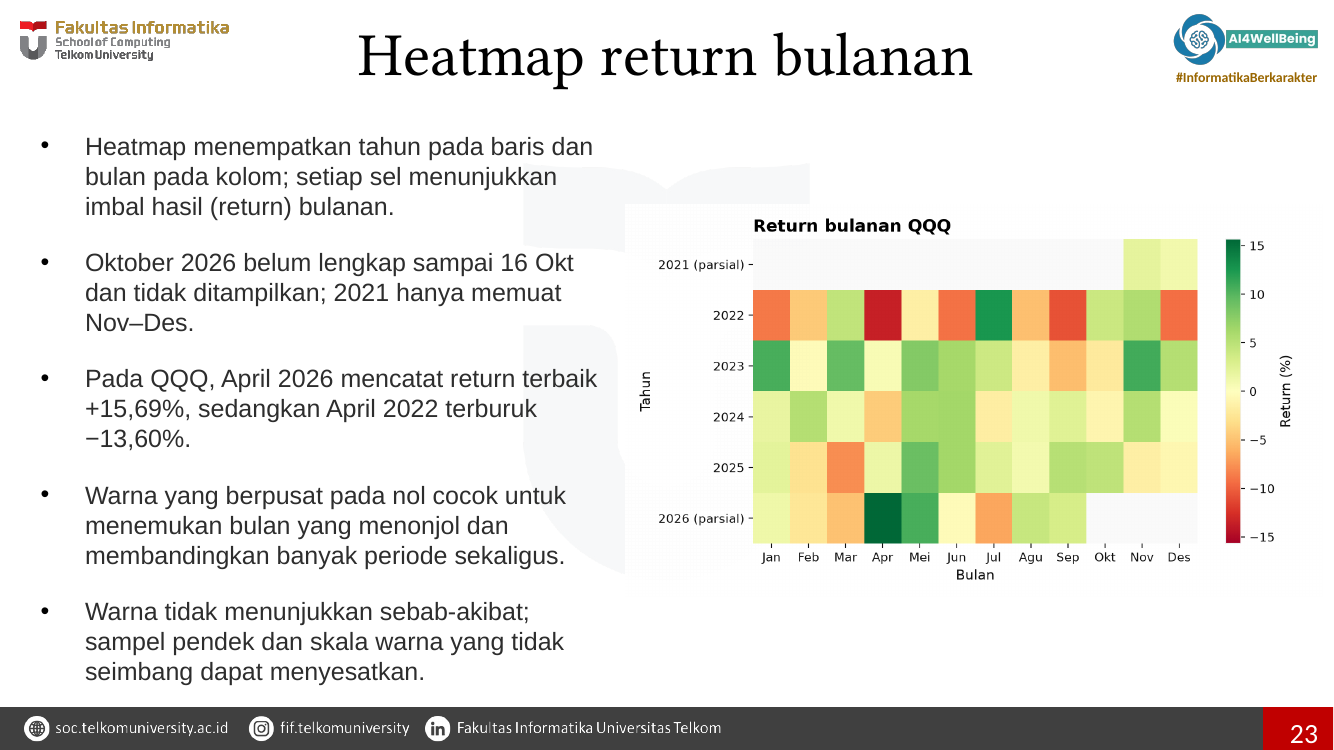 Fakultas Informatika
School of Computing
Telkom University
Heatmap return bulanan
AI4WellBeing
#InformatikaBerkarakter
• Heatmap menempatkan tahun pada baris dan
bulan pada kolom; setiap sel menunjukkan
imbal hasil (return) bulanan.
• Oktober 2026 belum lengkap sampai 16 Okt
dan tidak ditampilkan; 2021 hanya memuat
Nov–Des.
• Pada QQQ, April 2026 mencatat return terbaik
+15,69%, sedangkan April 2022 terburuk
−13,60%.
• Warna yang berpusat pada nol cocok untuk
menemukan bulan yang menonjol dan
membandingkan banyak periode sekaligus.
• Warna tidak menunjukkan sebab-akibat;
sampel pendek dan skala warna yang tidak
seimbang dapat menyesatkan.
Return bulanan QQQ
Tahun
2021 (parsial)
2022
2023
2024
2025
2026 (parsial)
Jan Feb Mar Apr Mei Jun Jul Agu Sep Okt Nov Des
Bulan
15
10
5
0
−5
−10
−15
Return (%)
soc.telkomuniversity.ac.id fif.telkomuniversity Fakultas Informatika Universitas Telkom
23